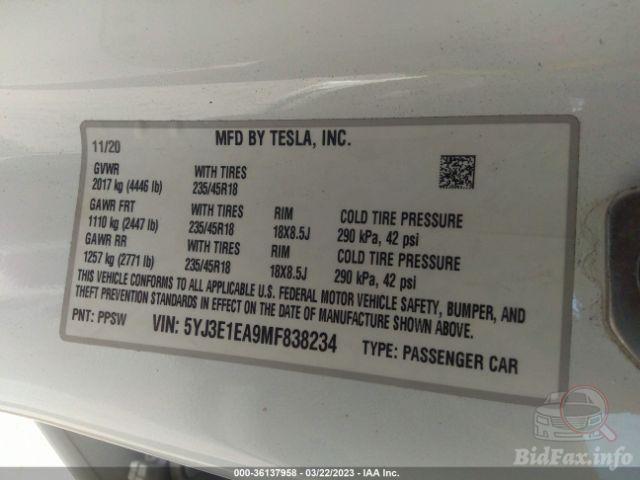 MFD BY TESLA, INC.
11/20
GVWR WITH TIRES
2017 kg (4446 lb) 235/45R18
GAWR FRT WITH TIRES RIM COLD TIRE PRESSURE
1110 kg (2447 lb) 235/45R18 18X8.5J 290 kPa, 42 psi
GAWR RR WITH TIRES RIM COLD TIRE PRESSURE
1257 kg (2771 lb) 235/45R18 18X8.5J 290 kPa, 42 psi
THIS VEHICLE CONFORMS TO ALL APPLICABLE U.S. FEDERAL MOTOR VEHICLE SAFETY, BUMPER, AND
THEFT PREVENTION STANDARDS IN EFFECT ON THE DATE OF MANUFACTURE SHOWN ABOVE.
PNT: PPSW VIN: 5YJ3E1EA9MF838234 TYPE: PASSENGER CAR
BidFax.info
000-36137958 - 03/22/2023 - IAA Inc.